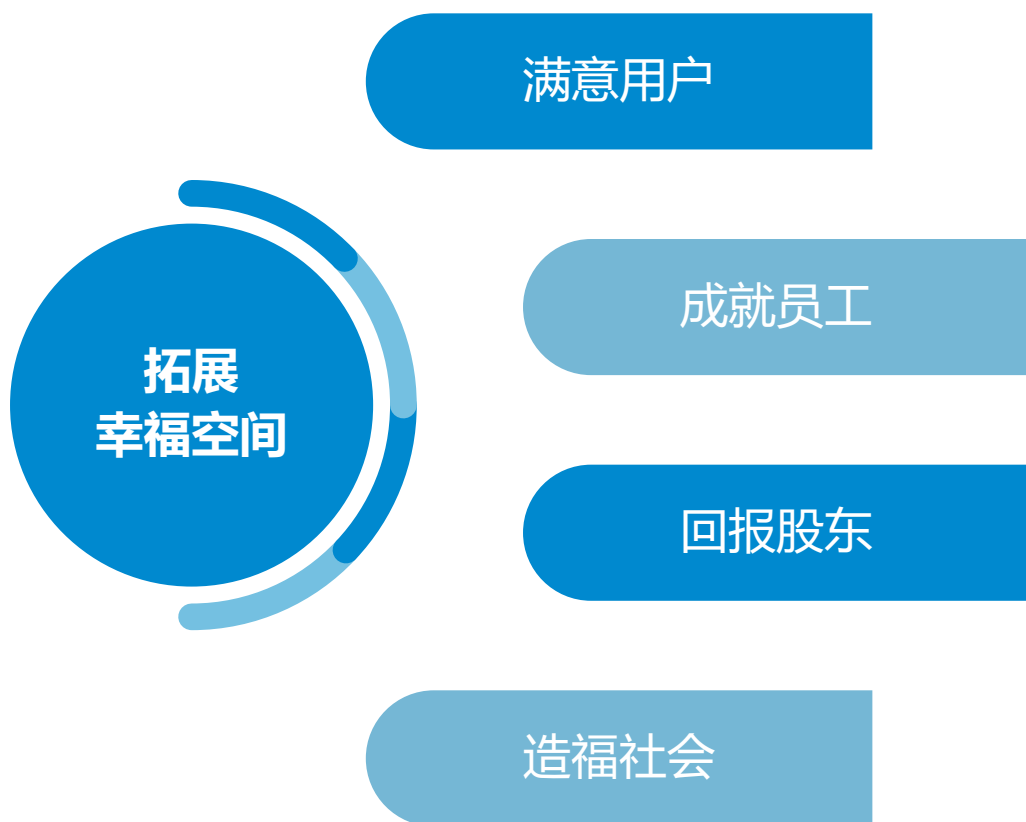 满意用户
拓展
幸福空间
成就员工
回报股东
造福社会